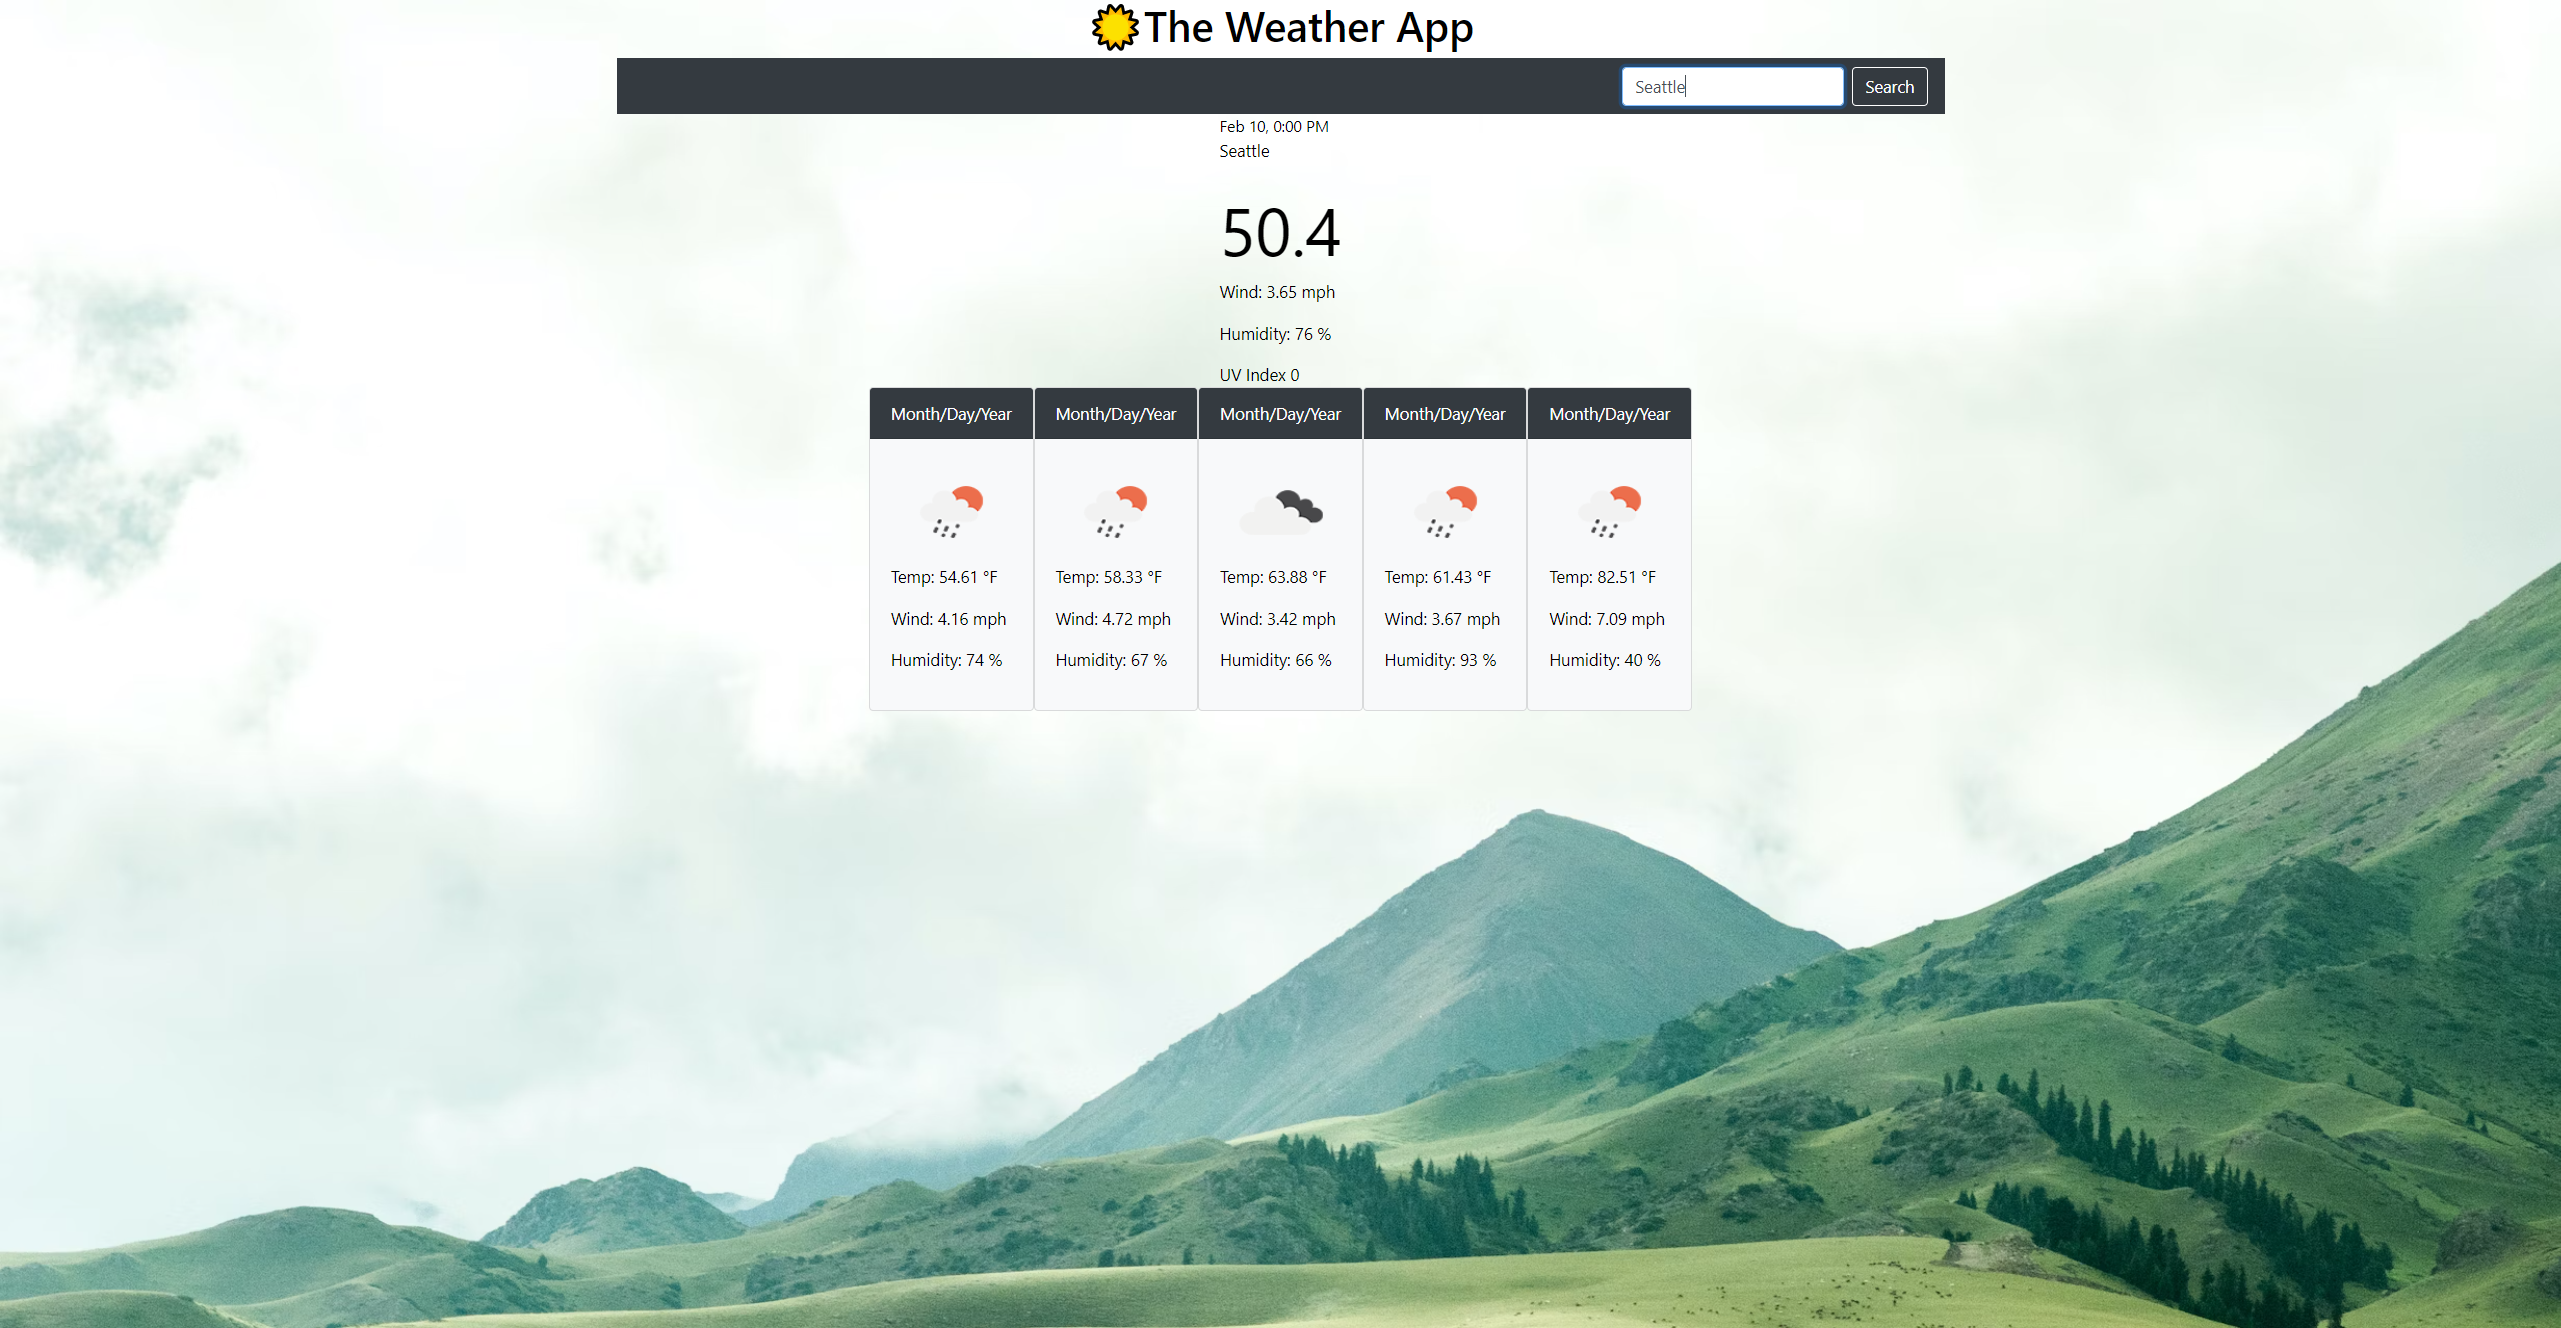 The Weather App
Seattle
Search
Feb 10, 0:00 PM
Seattle
50.4
Wind: 3.65 mph
Humidity: 76 %
UV Index 0
Month/Day/Year
Temp: 54.61 °F
Wind: 4.16 mph
Humidity: 74 %
Month/Day/Year
Temp: 58.33 °F
Wind: 4.72 mph
Humidity: 67 %
Month/Day/Year
Temp: 63.88 °F
Wind: 3.42 mph
Humidity: 66 %
Month/Day/Year
Temp: 61.43 °F
Wind: 3.67 mph
Humidity: 93 %
Month/Day/Year
Temp: 82.51 °F
Wind: 7.09 mph
Humidity: 40 %